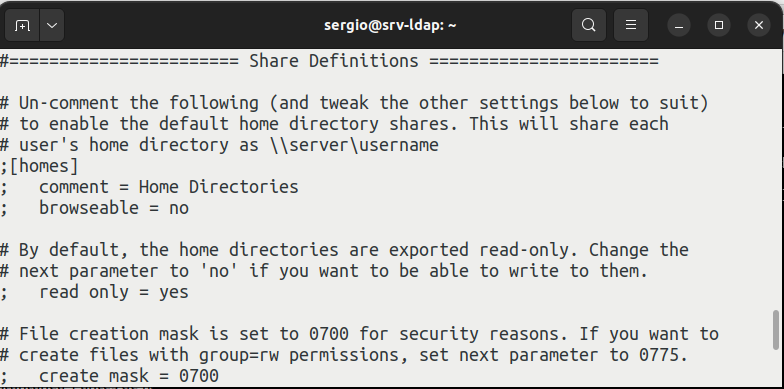 sergio@srv-ldap: ~
#======================= Share Definitions =======================
# Un-comment the following (and tweak the other settings below to suit)
# to enable the default home directory shares. This will share each
# user's home directory as \\server\username
;[homes]
;   comment = Home Directories
;   browseable = no
# By default, the home directories are exported read-only. Change the
# next parameter to 'no' if you want to be able to write to them.
;   read only = yes
# File creation mask is set to 0700 for security reasons. If you want to
# create files with group=rw permissions, set next parameter to 0775.
;   create mask = 0700